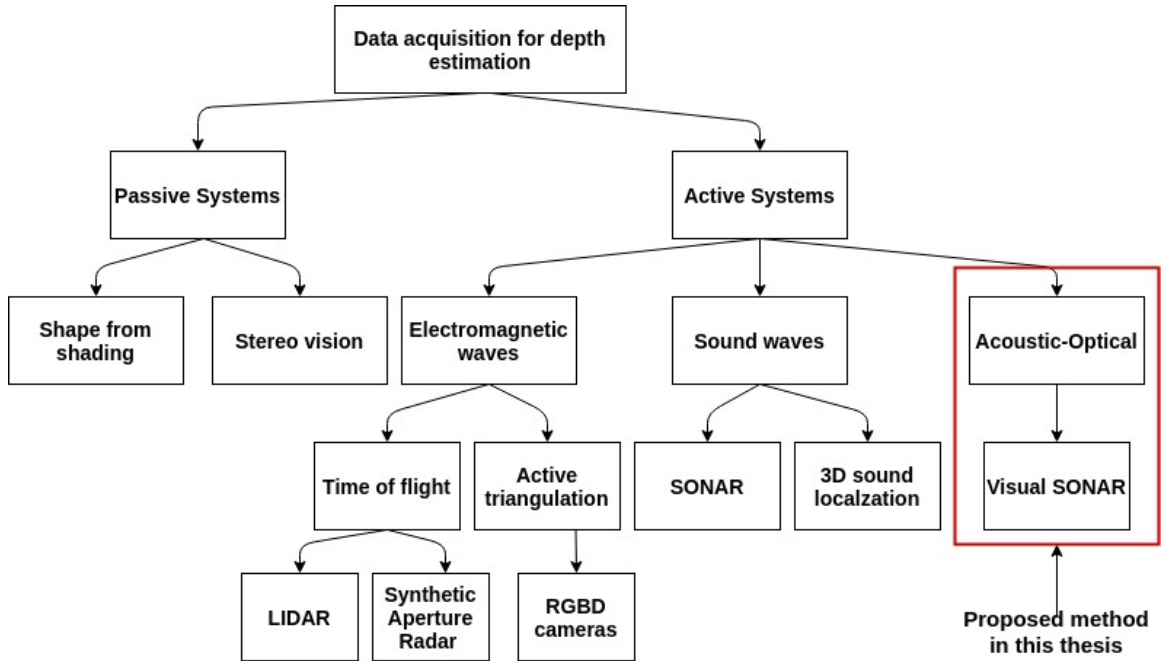 Data acquisition for depth
estimation
Passive Systems
Active Systems
Shape from
shading
Stereo vision
Electromagnetic
waves
Sound waves
Acoustic-Optical
Time of flight
Active
triangulation
SONAR
3D sound
localzation
Visual SONAR
LIDAR
Synthetic
Aperture
Radar
RGBD
cameras
Proposed method
in this thesis